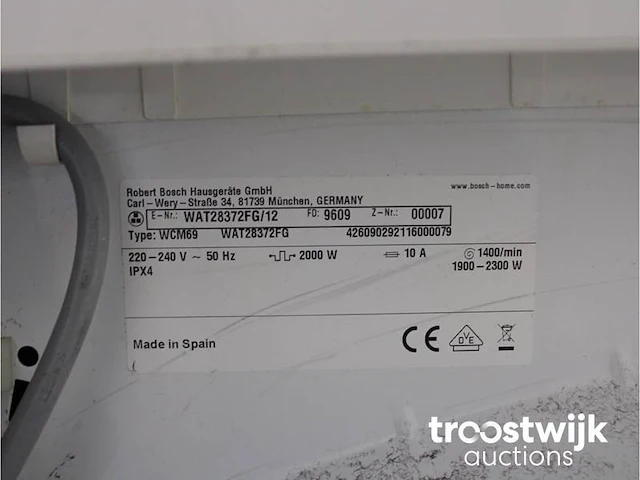 Robert Bosch Hausgeräte GmbH www.bosch-home.com
Carl-Wery-Straße 34, 81739 München, GERMANY
E-Nr.: WAT28372FG/12 FD: 9609 Z-Nr.: 00007
Type: WCM69 WAT28372FG 426090292116000079
220-240 V ~ 50 Hz 2000 W 10 A 1400/min
IPX4 1900-2300 W
Made in Spain CE DVE
troostwijk
auctions